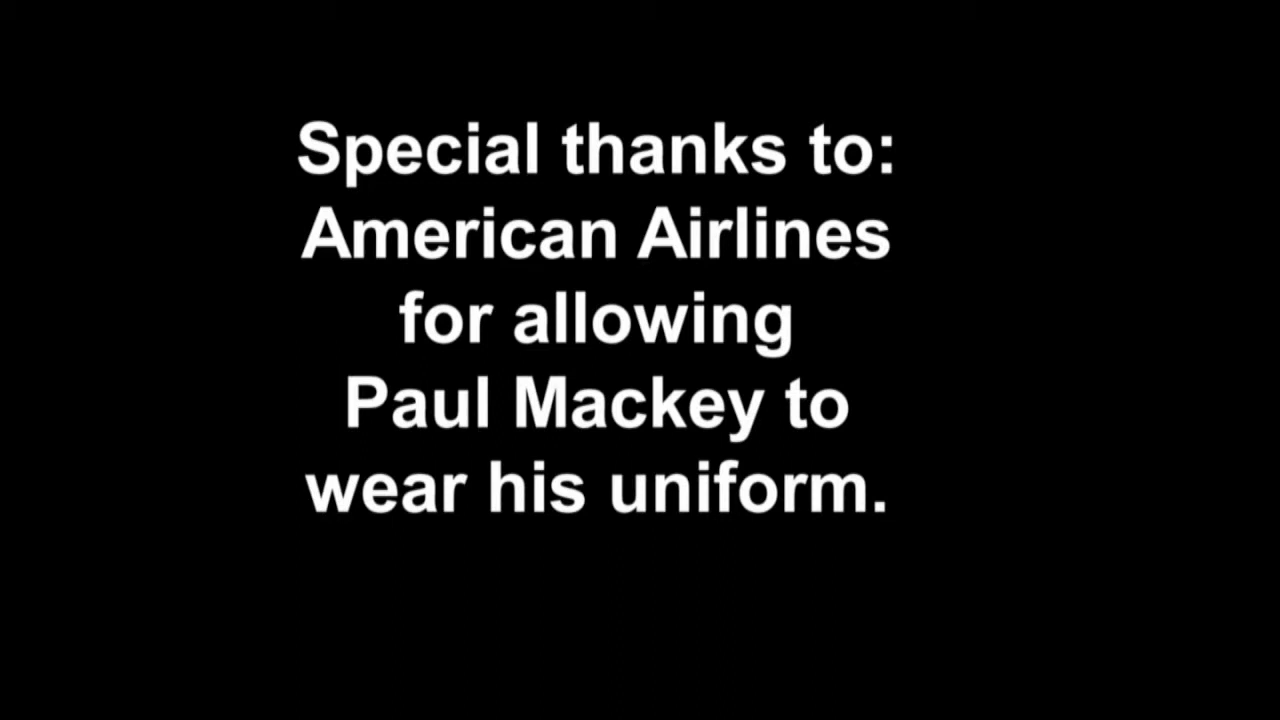 Special thanks to:
American Airlines
for allowing
Paul Mackey to
wear his uniform.